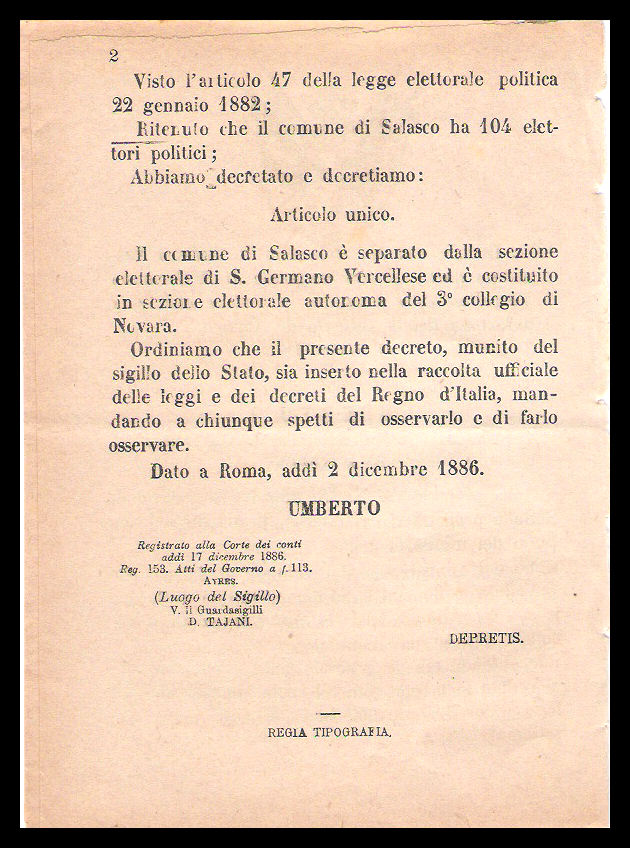 2
Visto l'articolo 47 della legge elettorale politica
22 gennaio 1882;
Ritenuto che il comune di Salasco ha 104 elet-
tori politici;
Abbiamo decretato e decretiamo:
Articolo unico.
Il comune di Salasco è separato dalla sezione
elettorale di S. Germano Vercellese ed è costituito
in sezione elettorale autonoma del 3° collegio di
Novara.
Ordiniamo che il presente decreto, munito del
sigillo dello Stato, sia inserto nella raccolta ufficiale
delle leggi e dei decreti del Regno d'Italia, man-
dando a chiunque spetti di osservarlo e di farlo
osservare.
Dato a Roma, addì 2 dicembre 1886.
UMBERTO
Registrato alla Corte dei conti
addì 17 dicembre 1886.
Reg. 153. Atti del Governo a f. 113.
AYRES.
(Luogo del Sigillo)
V. il Guardasigilli
D. TAJANI.
DEPRETIS.
REGIA TIPOGRAFIA.